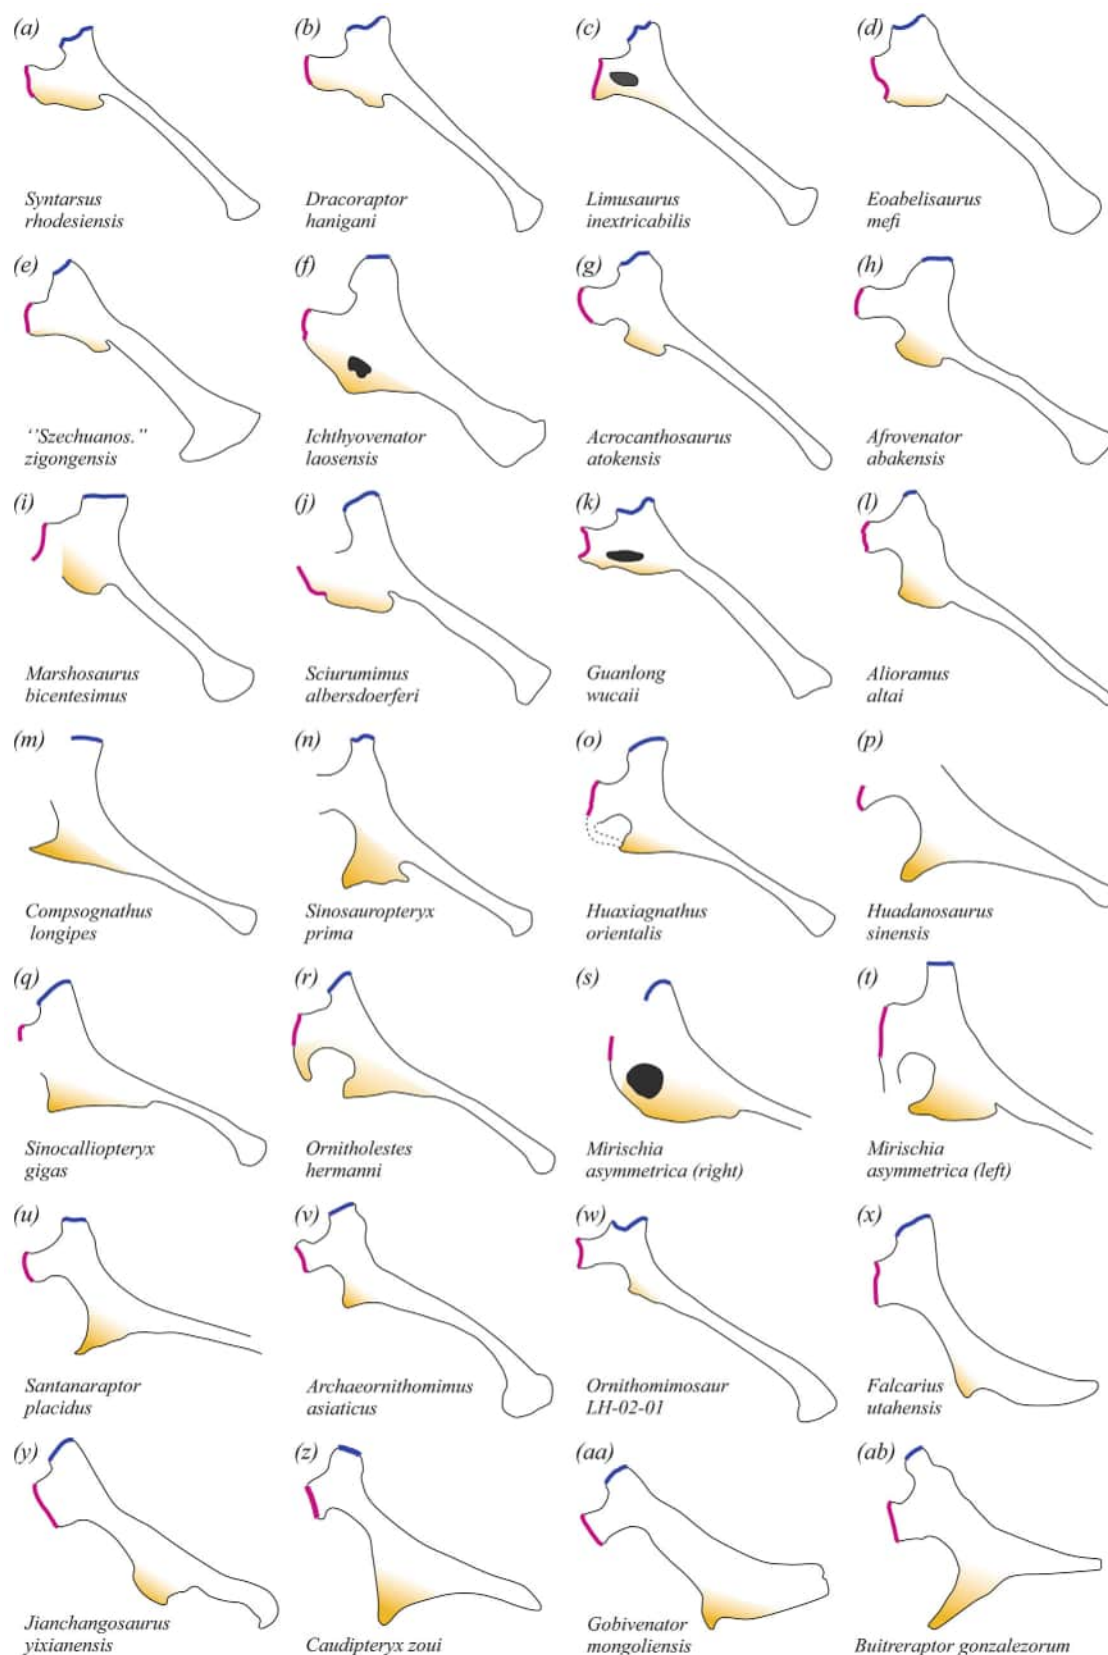 (a) (b) (c) (d)
Syntarsus
rhodesiensis
Dracoraptor
hanigani
Limusaurus
inextricabilis
Eoabelisaurus
mefi
(e) (f) (g) (h)
‘’Szechuanos.”
zigongensis
Ichthyovenator
laosensis
Acrocanthosaurus
atokensis
Afrovenator
abakensis
(i) (j) (k) (l)
Marshosaurus
bicentesimus
Sciurumimus
albersdoerferi
Guanlong
wucaii
Alioramus
altai
(m) (n) (o) (p)
Compsognathus
longipes
Sinosauropteryx
prima
Huaxiagnathus
orientalis
Huadanosaurus
sinensis
(q) (r) (s) (t)
Sinocalliopteryx
gigas
Ornitholestes
hermanni
Mirischia
asymmetrica (right)
Mirischia
asymmetrica (left)
(u) (v) (w) (x)
Santanaraptor
placidus
Archaeornithomimus
asiaticus
Ornithomimosaur
LH-02-01
Falcarius
utahensis
(y) (z) (aa) (ab)
Jianchangosaurus
yixianensis
Caudipteryx zoui
Gobivenator
mongoliensis
Buitreraptor gonzalezorum